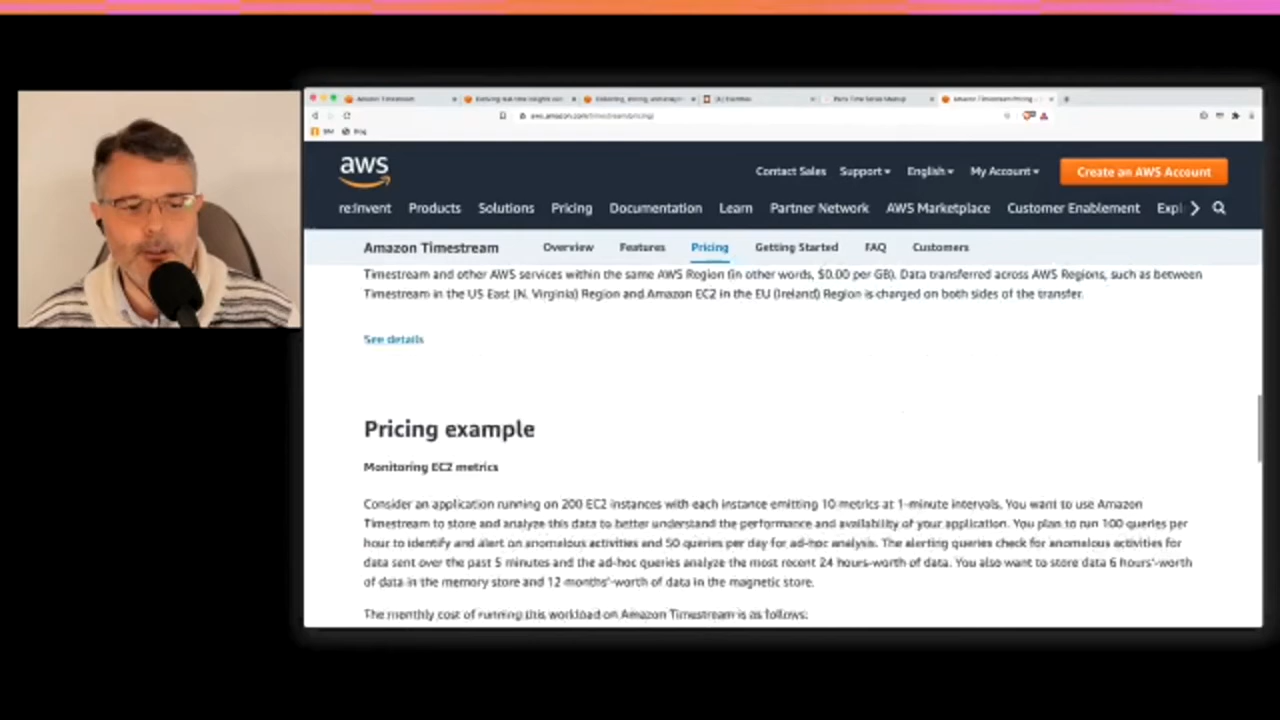 Amazon Timestream
aws.amazon.com/timestream/pricing/
aws
Contact Sales Support English My Account Create an AWS Account
re:Invent Products Solutions Pricing Documentation Learn Partner Network AWS Marketplace Customer Enablement Expl
Amazon Timestream Overview Features Pricing Getting Started FAQ Customers
Timestream and other AWS services within the same AWS Region (in other words, $0.00 per GB). Data transferred across AWS Regions, such as between
Timestream in the US East (N. Virginia) Region and Amazon EC2 in the EU (Ireland) Region is charged on both sides of the transfer.
See details
Pricing example
Monitoring EC2 metrics
Consider an application running on 200 EC2 instances with each instance emitting 10 metrics at 1-minute intervals. You want to use Amazon
Timestream to store and analyze this data to better understand the performance and availability of your application. You plan to run 100 queries per
hour to identify and alert on anomalous activities and 50 queries per day for ad-hoc analysis. The alerting queries check for anomalous activities for
data sent over the past 5 minutes and the ad-hoc queries analyze the most recent 24 hours-worth of data. You also want to store data 6 hours'-worth
of data in the memory store and 12 months'-worth of data in the magnetic store.
The monthly cost of running this workload on Amazon Timestream is as follows: